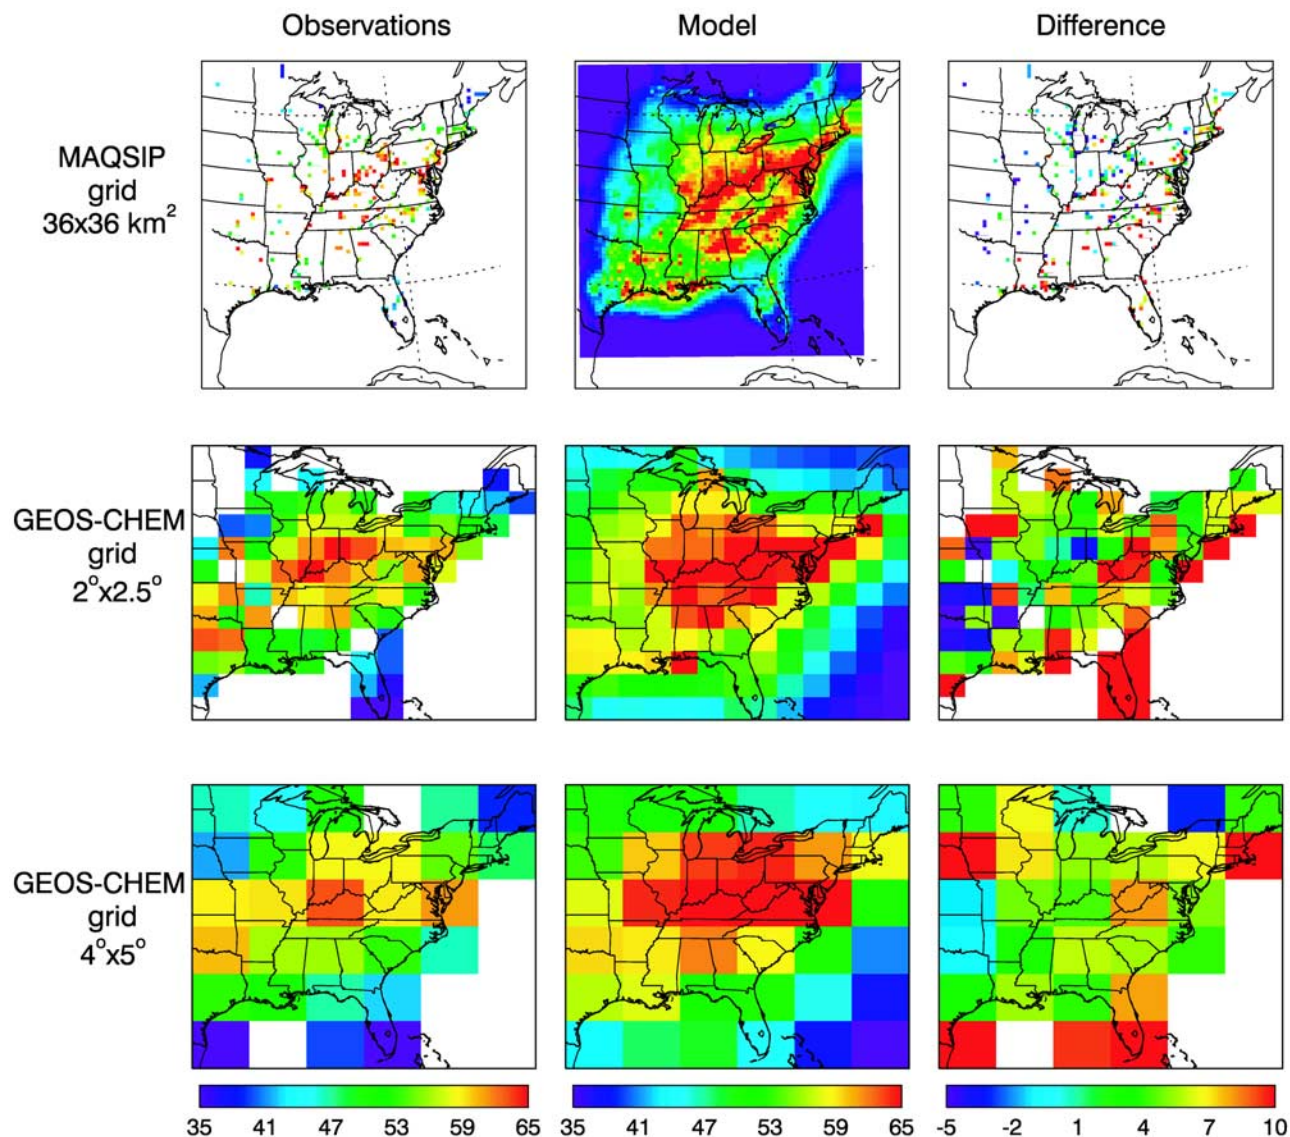 Observations Model Difference
MAQSIP
grid
36x36 km²
GEOS-CHEM
grid
2°x2.5°
GEOS-CHEM
grid
4°x5°
35 41 47 53 59 65 35 41 47 53 59 65 -5 -2 1 4 7 10